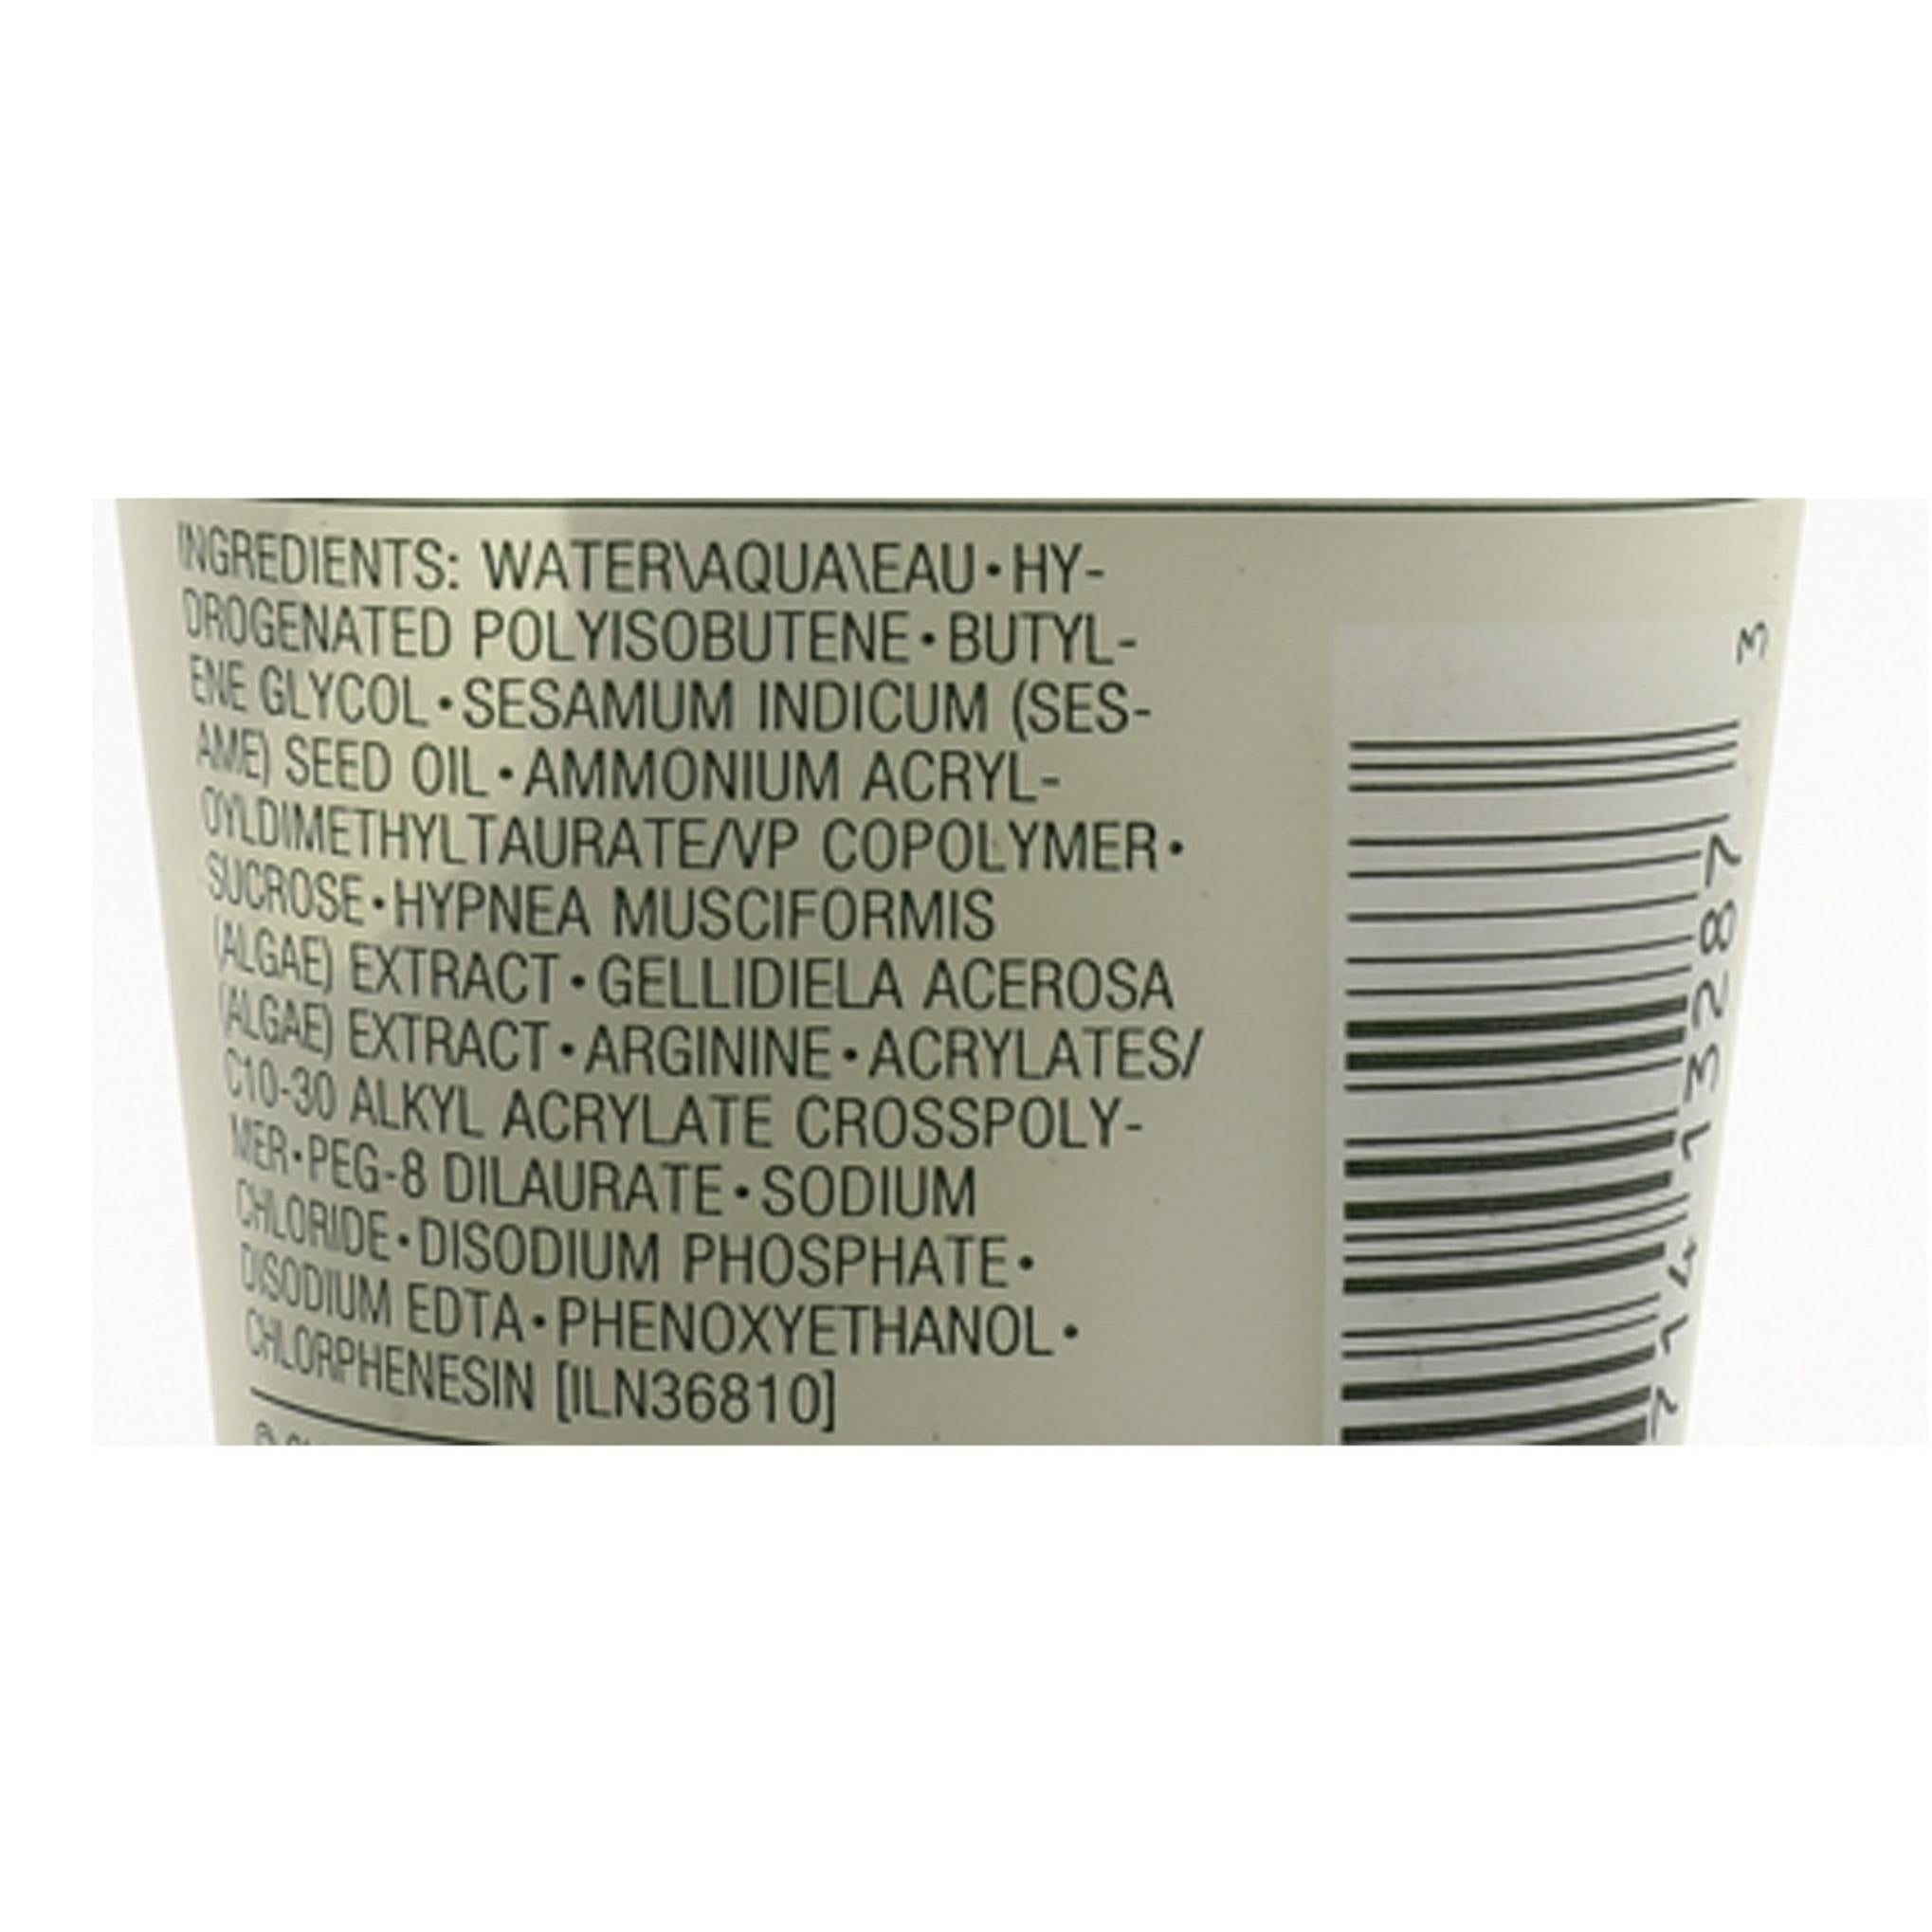 INGREDIENTS: WATER\AQUA\EAU•HY-
DROGENATED POLYISOBUTENE•BUTYL-
ENE GLYCOL•SESAMUM INDICUM (SES-
AME) SEED OIL•AMMONIUM ACRYL-
OYLDIMETHYLTAURATE/VP COPOLYMER•
SUCROSE•HYPNEA MUSCIFORMIS
(ALGAE) EXTRACT•GELLIDIELA ACEROSA
(ALGAE) EXTRACT•ARGININE•ACRYLATES/
C10-30 ALKYL ACRYLATE CROSSPOLY-
MER•PEG-8 DILAURATE•SODIUM
CHLORIDE•DISODIUM PHOSPHATE•
DISODIUM EDTA•PHENOXYETHANOL•
CHLORPHENESIN [ILN36810]
1413287 3